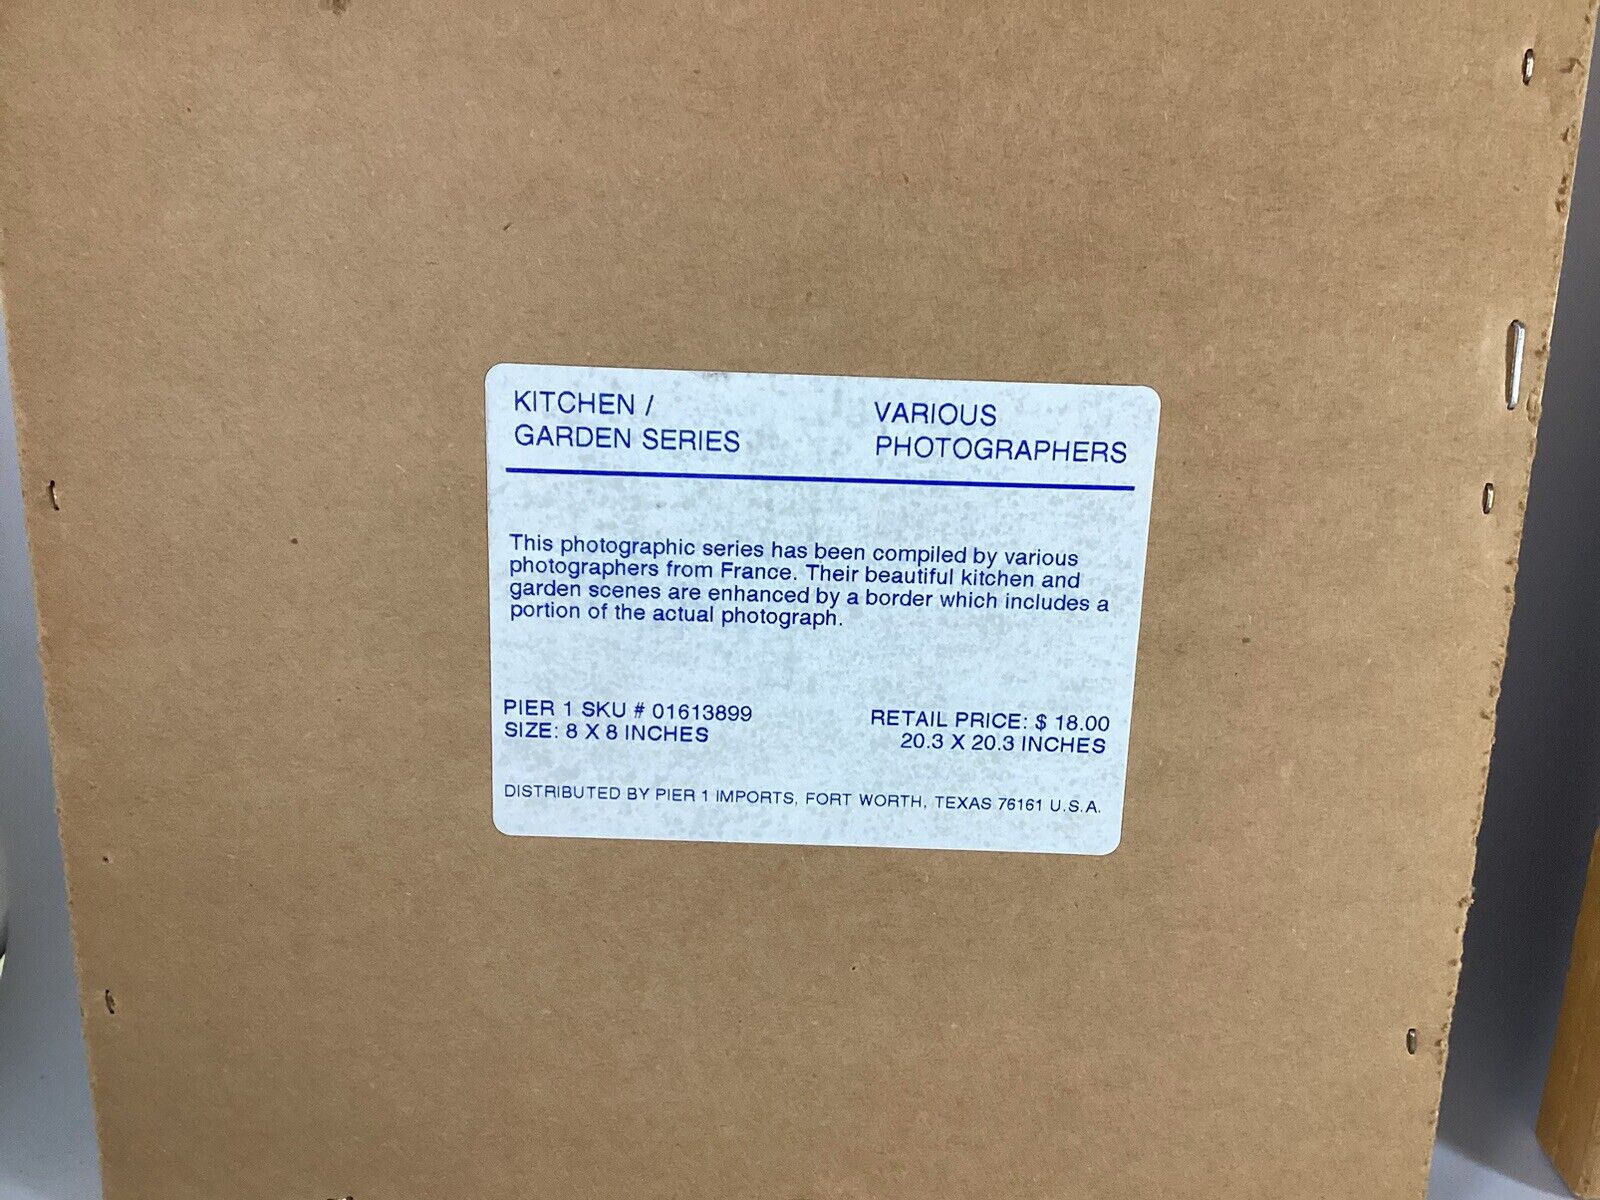 KITCHEN /
GARDEN SERIES
VARIOUS
PHOTOGRAPHERS
This photographic series has been compiled by various
photographers from France. Their beautiful kitchen and
garden scenes are enhanced by a border which includes a
portion of the actual photograph.
PIER 1 SKU # 01613899
SIZE: 8 X 8 INCHES
RETAIL PRICE: $ 18.00
20.3 X 20.3 INCHES
DISTRIBUTED BY PIER 1 IMPORTS, FORT WORTH, TEXAS 76161 U.S.A.